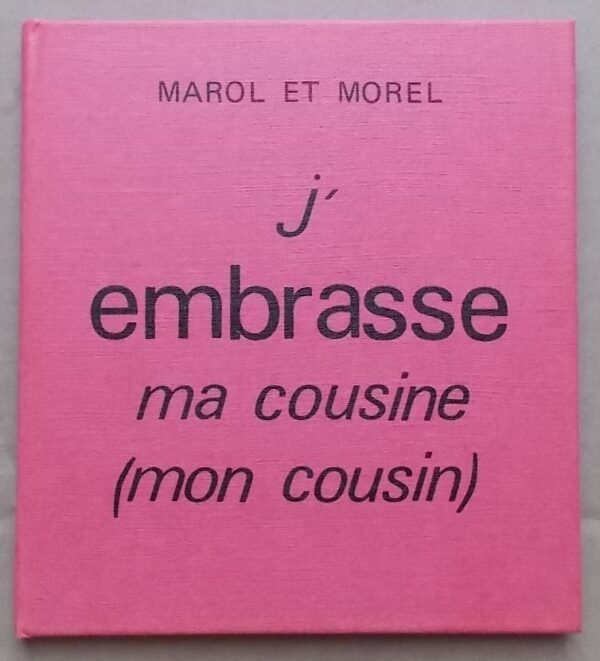 MAROL ET MOREL
j'
embrasse
ma cousine
(mon cousin)